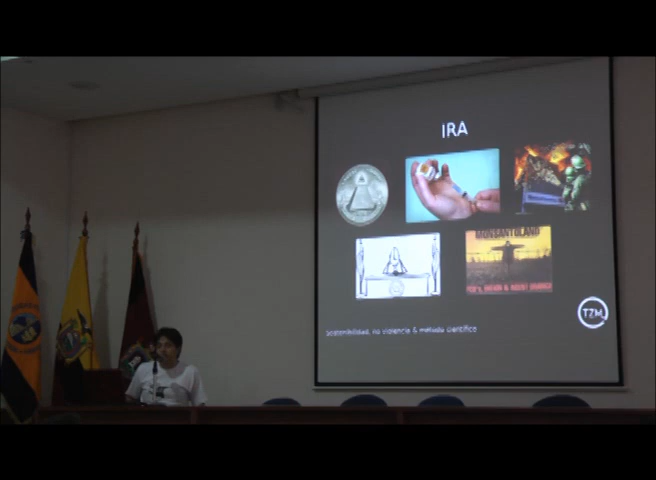 IRA
MONSANTOLAND
TZM
Sostenibilidad, no violencia & método científico